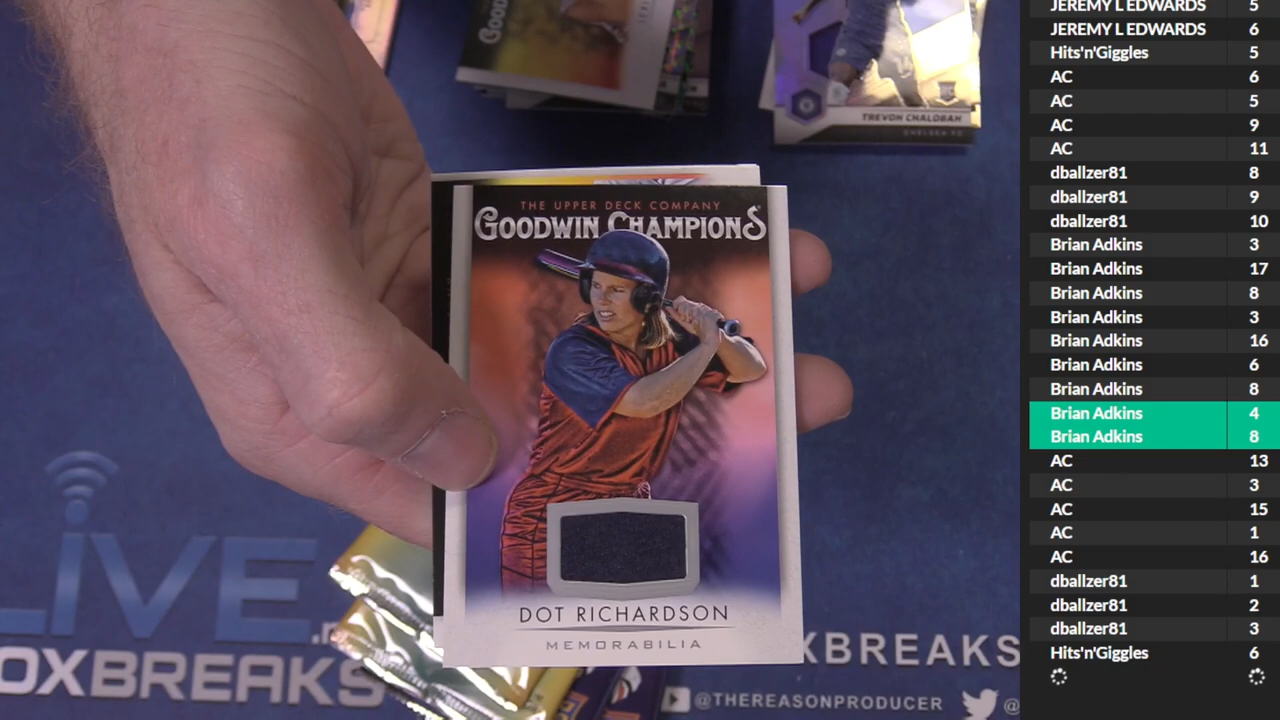 TREVOH CHALOBAH
CHELSEA FC
THE UPPER DECK COMPANY
GOODWIN CHAMPIONS
DOT RICHARDSON
MEMORABILIA
LIVE
OXBREAKS
OXBREAKS
@THEREASONPRODUCER
@
JEREMY L EDWARDS 5
JEREMY L EDWARDS 6
Hits'n'Giggles 5
AC 6
AC 5
AC 9
AC 11
dballzer81 8
dballzer81 9
dballzer81 10
Brian Adkins 3
Brian Adkins 17
Brian Adkins 8
Brian Adkins 3
Brian Adkins 16
Brian Adkins 6
Brian Adkins 8
Brian Adkins 4
Brian Adkins 8
AC 13
AC 3
AC 15
AC 1
AC 16
dballzer81 1
dballzer81 2
dballzer81 3
Hits'n'Giggles 6